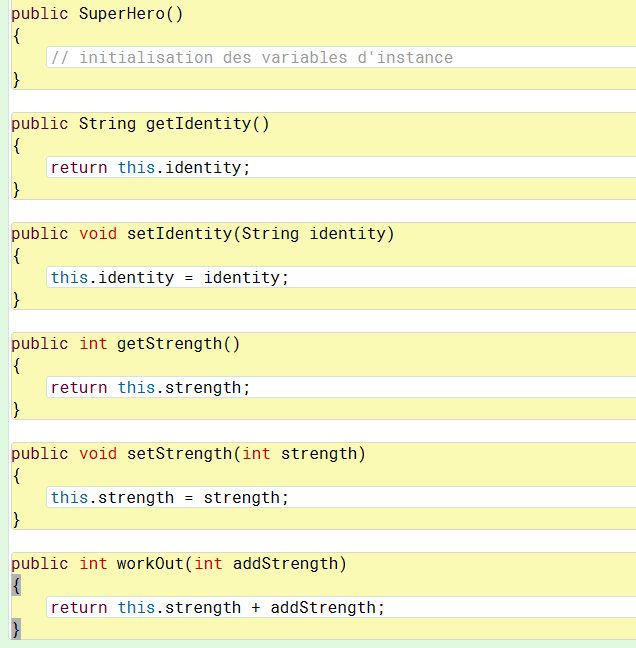 public SuperHero()
{
// initialisation des variables d'instance
}
public String getIdentity()
{
return this.identity;
}
public void setIdentity(String identity)
{
this.identity = identity;
}
public int getStrength()
{
return this.strength;
}
public void setStrength(int strength)
{
this.strength = strength;
}
public int workOut(int addStrength)
{
return this.strength + addStrength;
}